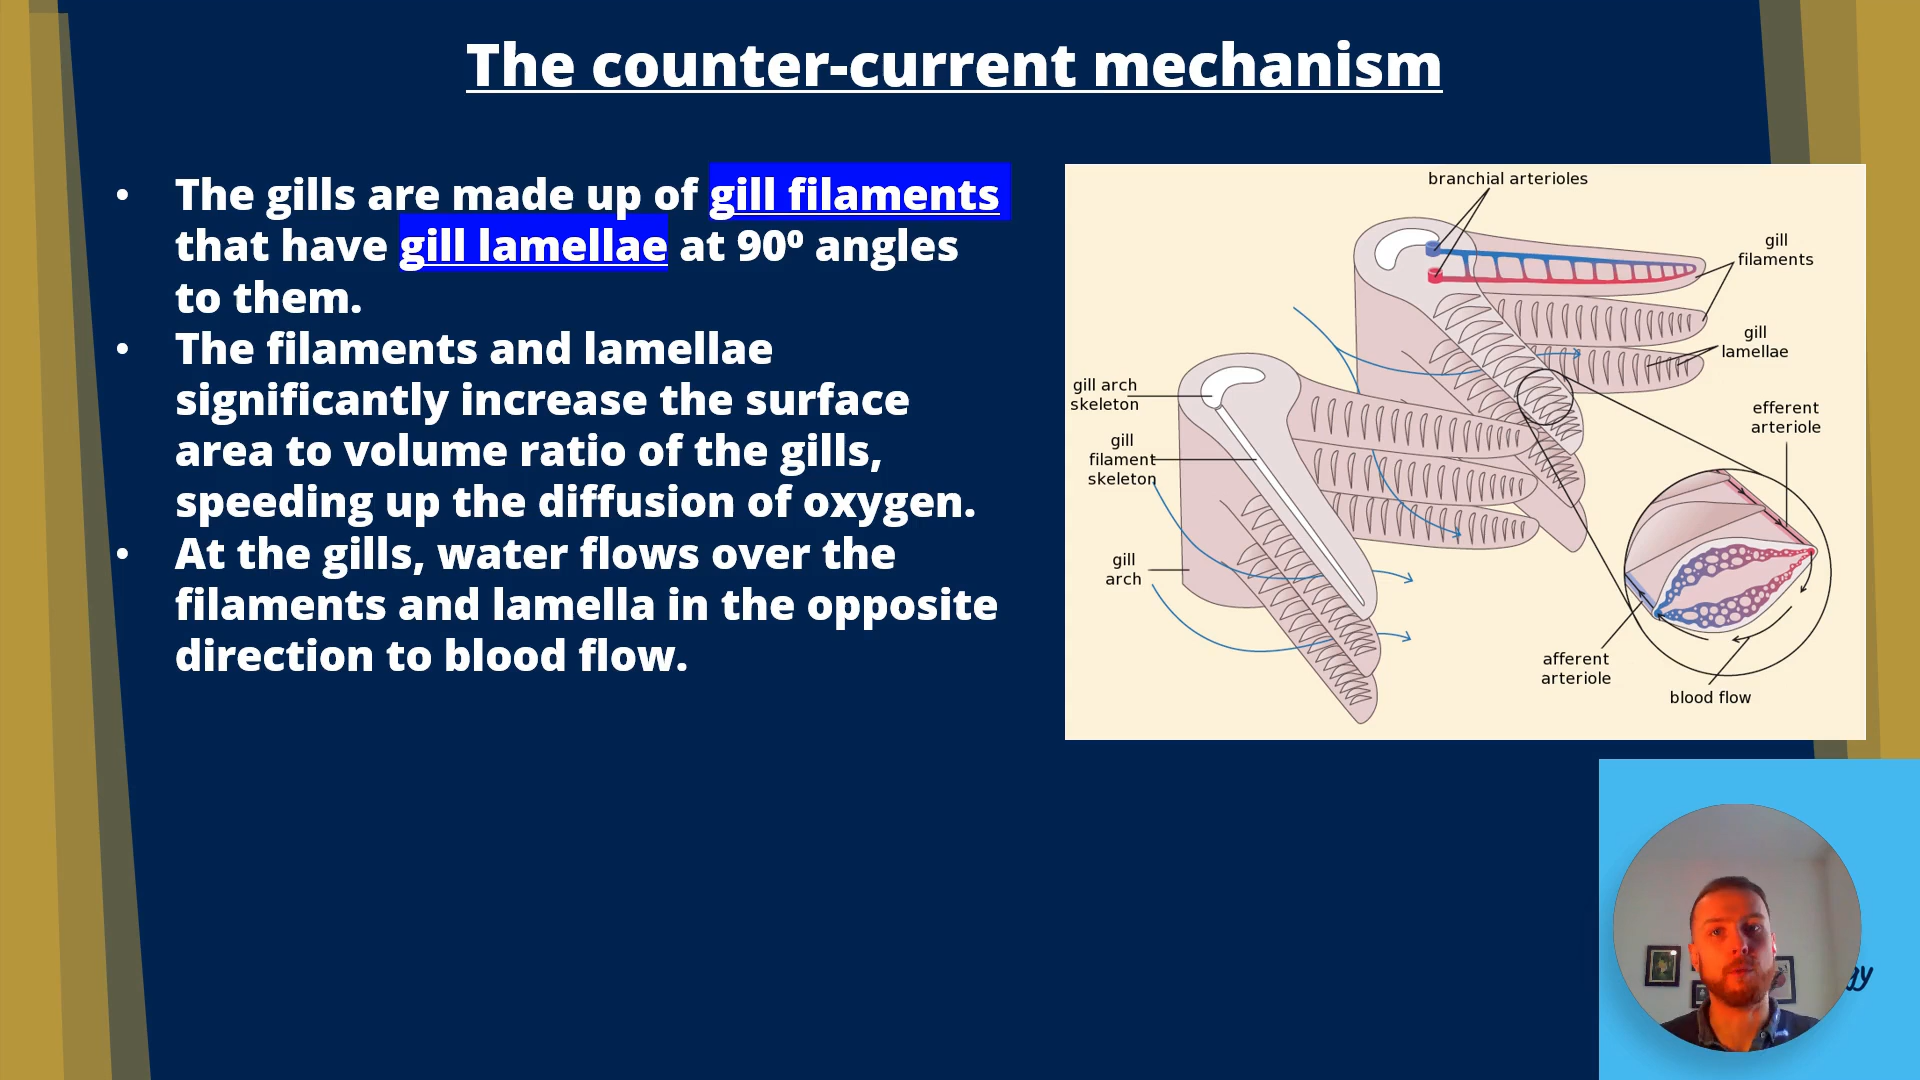 The counter-current mechanism
• The gills are made up of gill filaments
that have gill lamellae at 90º angles
to them.
• The filaments and lamellae
significantly increase the surface
area to volume ratio of the gills,
speeding up the diffusion of oxygen.
• At the gills, water flows over the
filaments and lamella in the opposite
direction to blood flow.
branchial arterioles
gill
filaments
gill
lamellae
gill arch
skeleton
efferent
arteriole
gill
filament
skeleton
gill
arch
afferent
arteriole
blood flow
gy